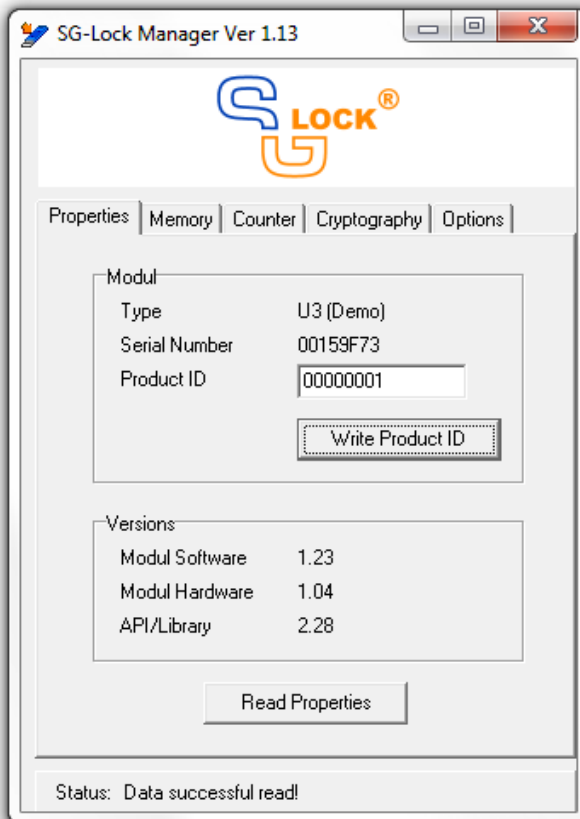 SG-Lock Manager Ver 1.13
SG LOCK®
Properties Memory Counter Cryptography Options
Modul
Type U3 (Demo)
Serial Number 00159F73
Product ID 00000001
Write Product ID
Versions
Modul Software 1.23
Modul Hardware 1.04
API/Library 2.28
Read Properties
Status: Data successful read!